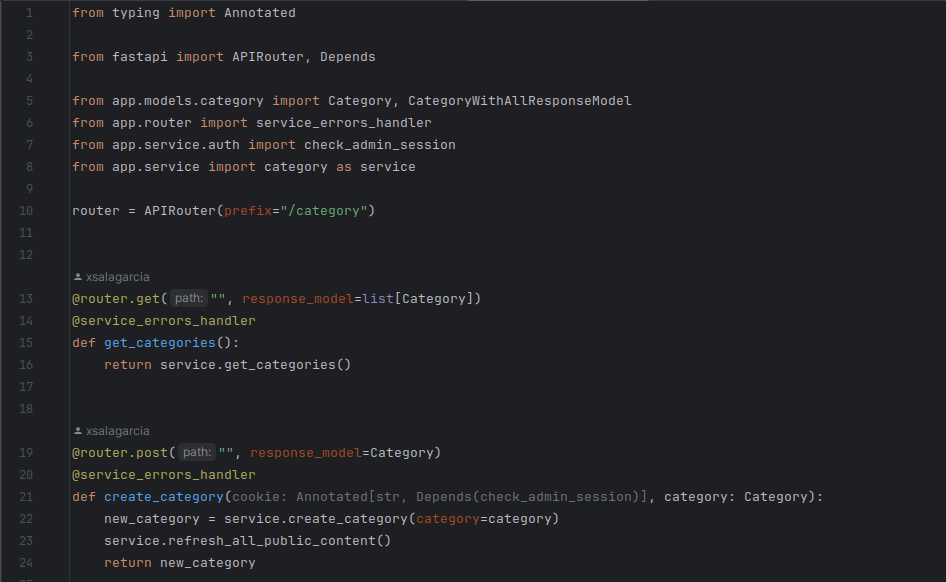 1 from typing import Annotated
2
3 from fastapi import APIRouter, Depends
4
5 from app.models.category import Category, CategoryWithAllResponseModel
6 from app.router import service_errors_handler
7 from app.service.auth import check_admin_session
8 from app.service import category as service
9
10 router = APIRouter(prefix="/category")
11
12
xsalagarcia
13 @router.get( path: "", response_model=list[Category])
14 @service_errors_handler
15 def get_categories():
16     return service.get_categories()
17
18
xsalagarcia
19 @router.post( path: "", response_model=Category)
20 @service_errors_handler
21 def create_category(cookie: Annotated[str, Depends(check_admin_session)], category: Category):
22     new_category = service.create_category(category=category)
23     service.refresh_all_public_content()
24     return new_category